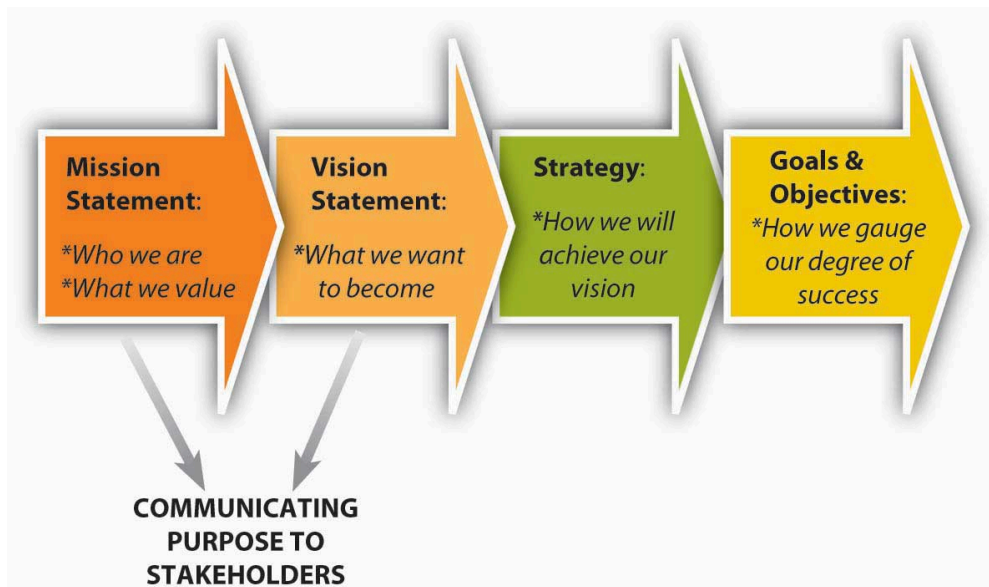 Mission
Statement:
*Who we are
*What we value
Vision
Statement:
*What we want
to become
Strategy:
*How we will
achieve our
vision
Goals &
Objectives:
*How we gauge
our degree of
success
COMMUNICATING
PURPOSE TO
STAKEHOLDERS